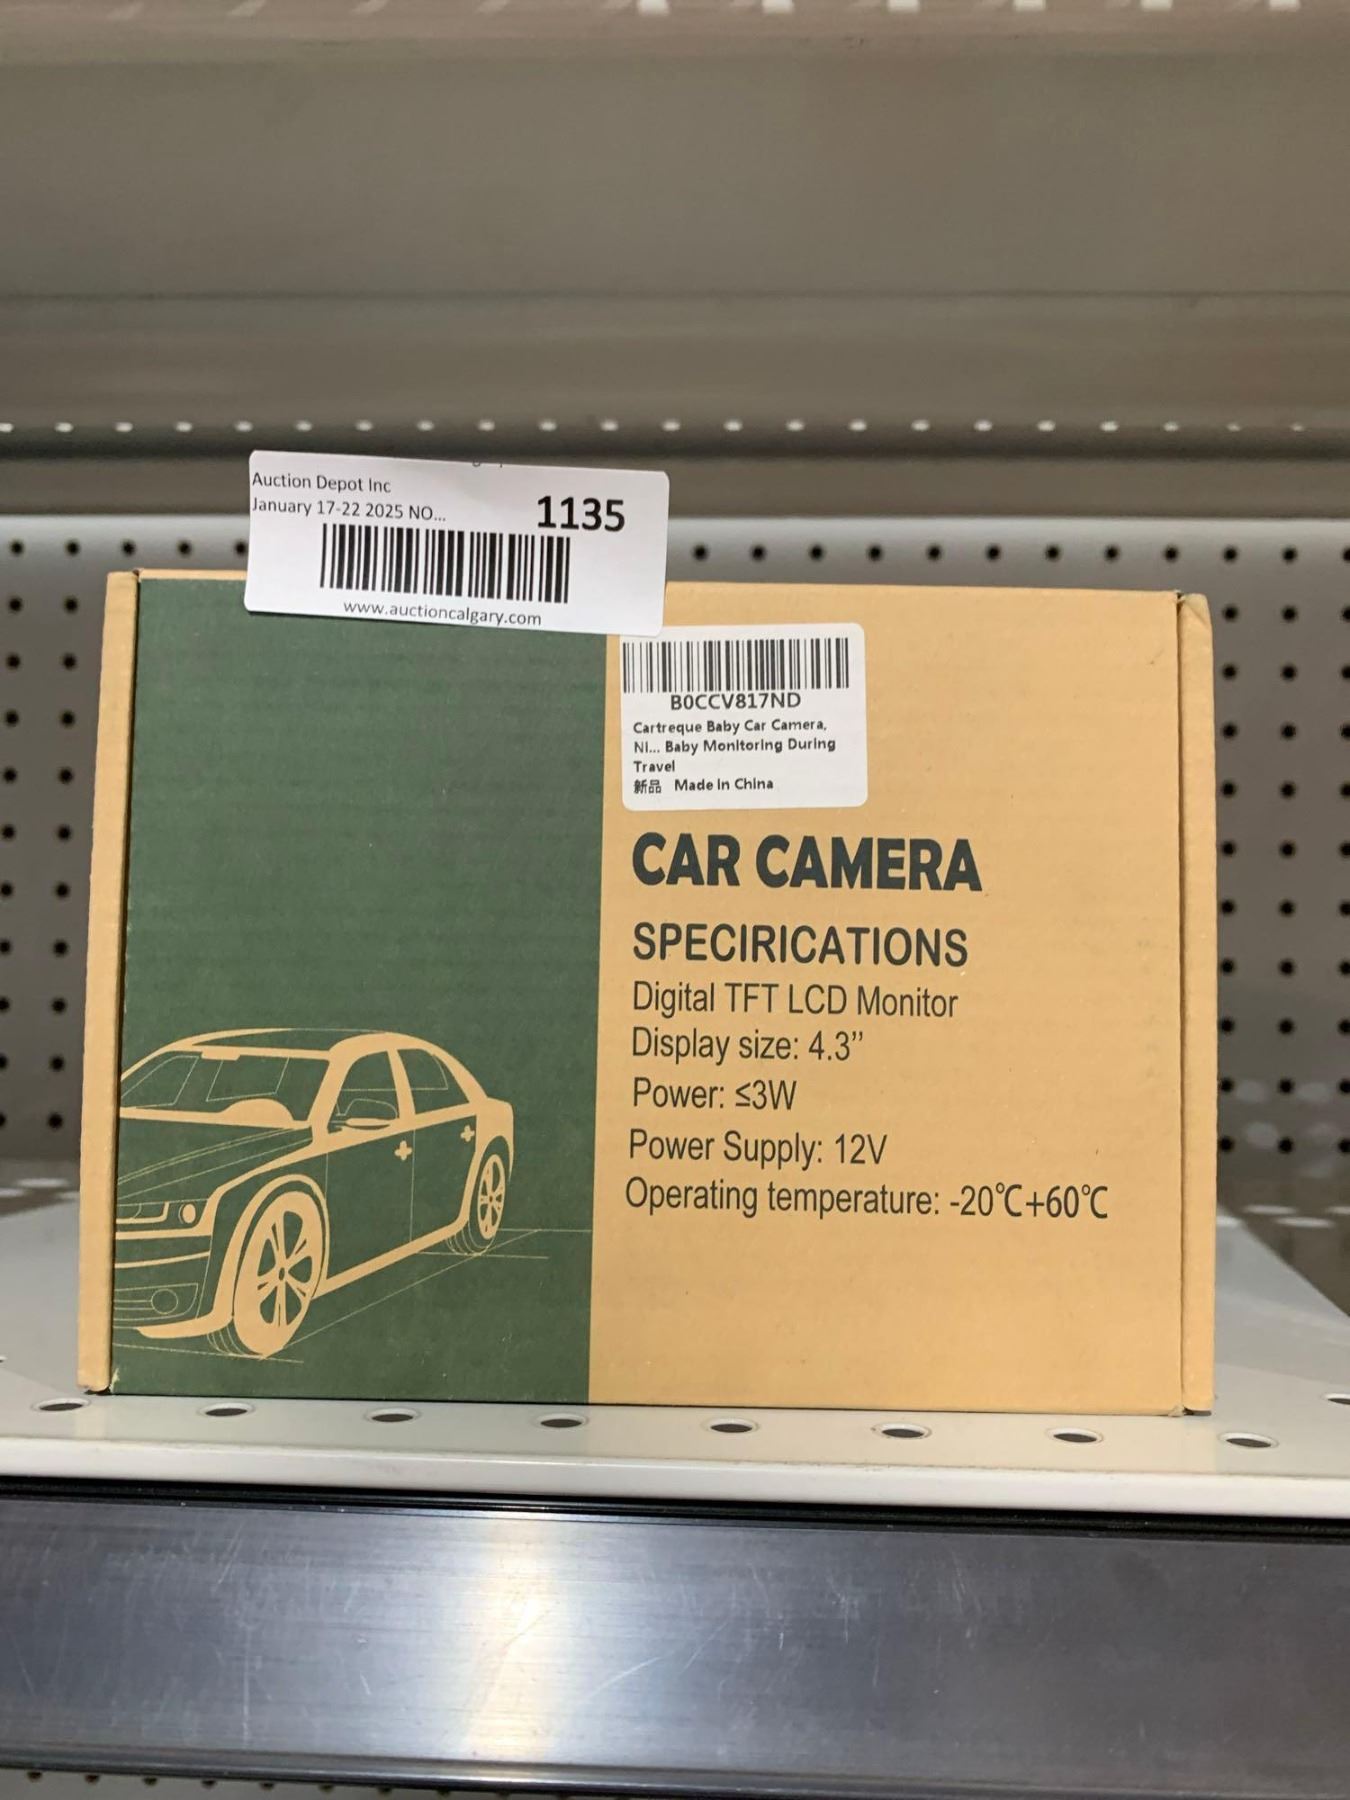 Auction Depot Inc
January 17-22 2025 NO...
1135
www.auctioncalgary.com
B0CCV817ND
Cartreque Baby Car Camera,
Ni... Baby Monitoring During
Travel
新品 Made in China
CAR CAMERA
SPECIRICATIONS
Digital TFT LCD Monitor
Display size: 4.3”
Power: ≤3W
Power Supply: 12V
Operating temperature: -20℃+60℃